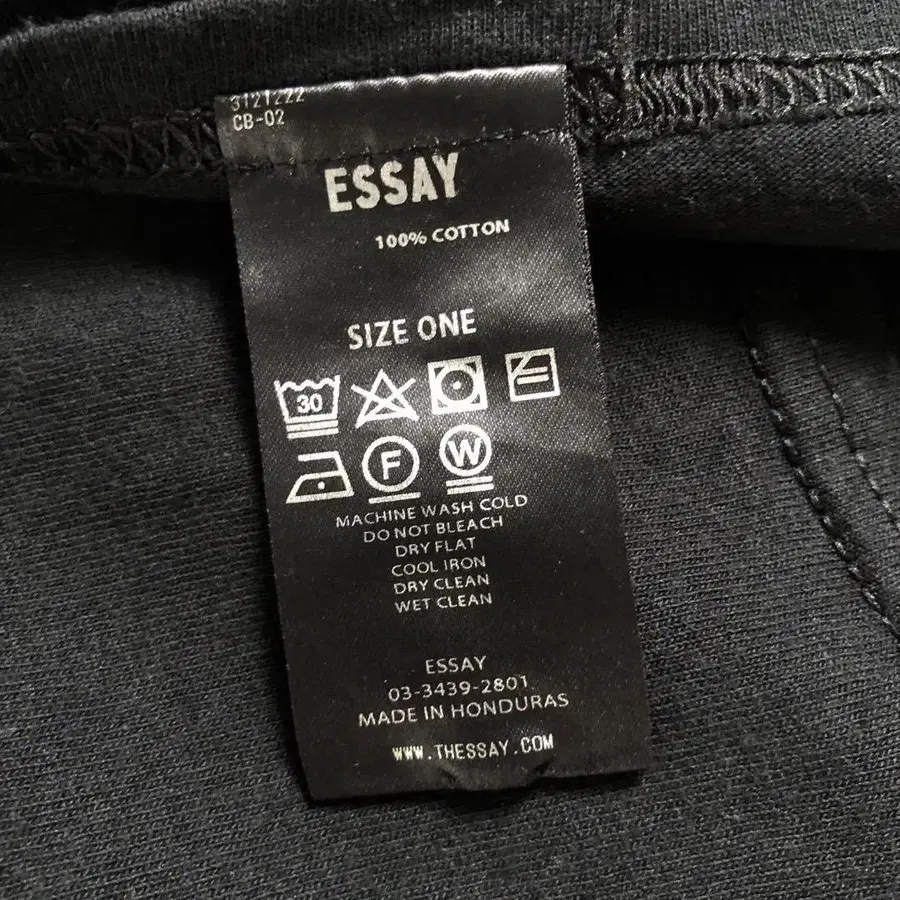 3121222
CB-02
ESSAY
100% COTTON
SIZE ONE
30
F
W
MACHINE WASH COLD
DO NOT BLEACH
DRY FLAT
COOL IRON
DRY CLEAN
WET CLEAN
ESSAY
03-3439-2801
MADE IN HONDURAS
WWW.THESSAY.COM